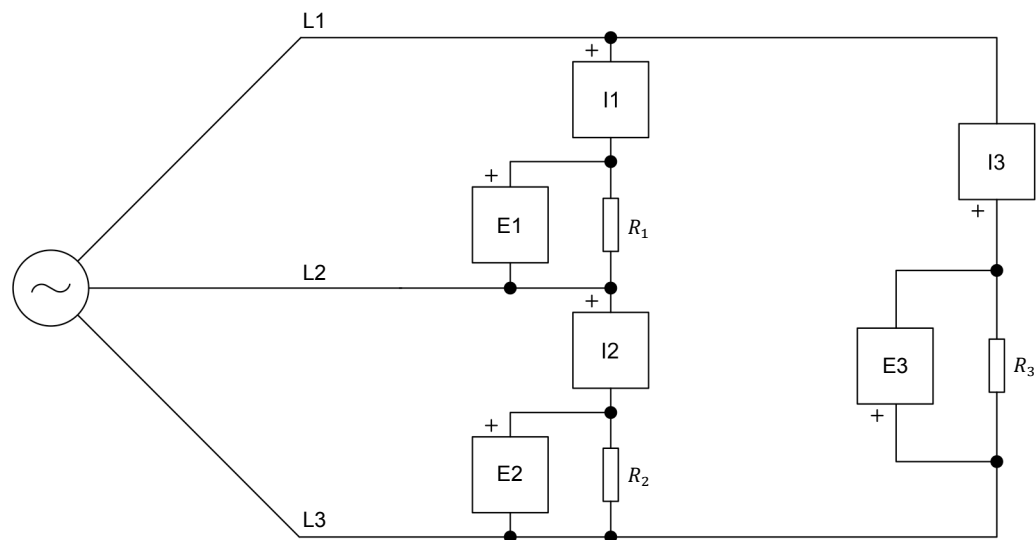 L1
+
I1
I3
+
+
E1
R₁
L2
+
I2
E3
R₃
+
+
E2
R₂
L3